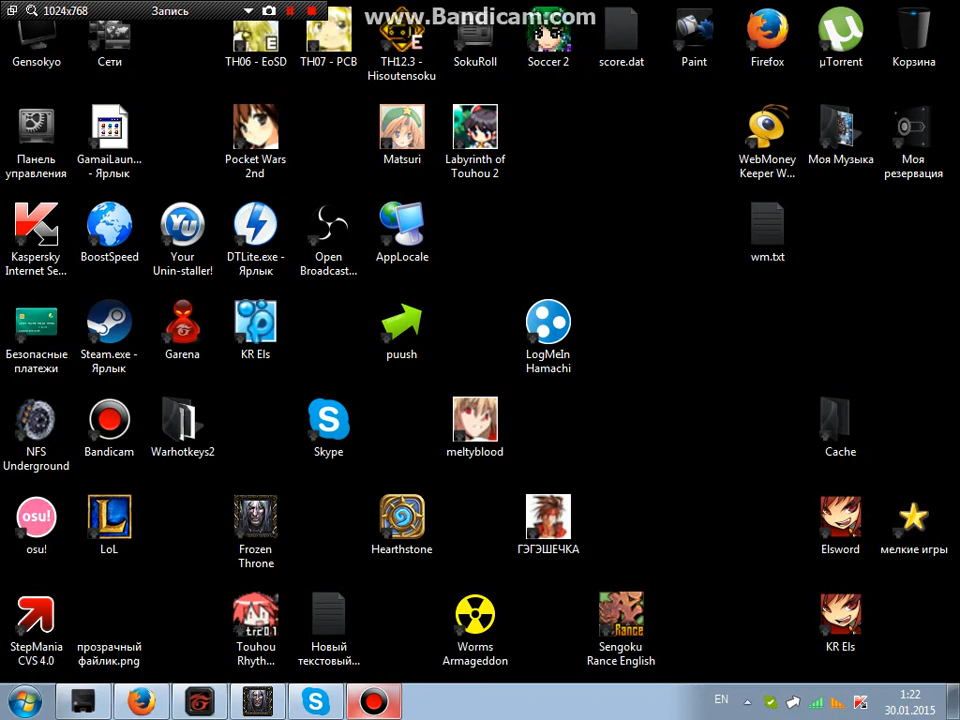 1024x768
Запись
www.Bandicam.com
Gensokyo
Сети
TH06 - EoSD
TH07 - PCB
TH12.3 -
Hisoutensoku
SokuRoll
Soccer 2
score.dat
Paint
Firefox
µTorrent
Корзина
Панель
управления
GamaiLaun...
- Ярлык
Pocket Wars
2nd
Matsuri
Labyrinth of
Touhou 2
WebMoney
Keeper W...
Моя Музыка
Моя
резервация
Kaspersky
Internet Se...
BoostSpeed
Your
Unin-staller!
DTLite.exe -
Ярлык
Open
Broadcast...
AppLocale
wm.txt
Безопасные
платежи
Steam.exe -
Ярлык
Garena
KR Els
puush
LogMeIn
Hamachi
NFS
Underground
Bandicam
Warhotkeys2
Skype
meltyblood
Cache
osu!
osu!
LoL
Frozen
Throne
Hearthstone
ГЭГЭШЕЧКА
Elsword
мелкие игры
StepMania
CVS 4.0
прозрачный
файлик.png
Touhou
Rhyth...
Новый
текстовый...
Worms
Armageddon
Rance
Sengoku
Rance English
KR Els
EN
1:22
30.01.2015